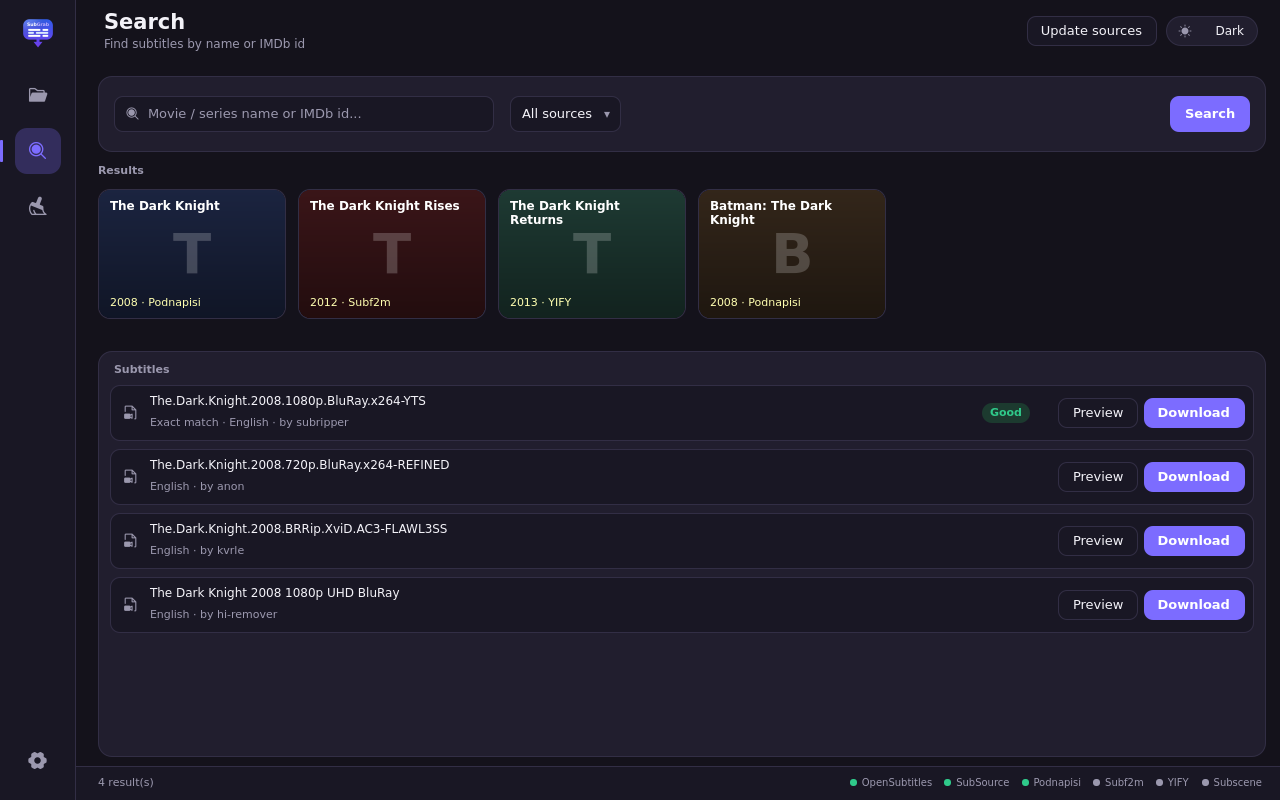 SubGrab
Search
Find subtitles by name or IMDb id
Update sources
Dark
Movie / series name or IMDb id...
All sources
Search
Results
The Dark Knight
T
2008 · Podnapisi
The Dark Knight Rises
T
2012 · Subf2m
The Dark Knight
Returns
T
2013 · YIFY
Batman: The Dark
Knight
B
2008 · Podnapisi
Subtitles
The.Dark.Knight.2008.1080p.BluRay.x264-YTS
Exact match · English · by subripper
Good
Preview
Download
The.Dark.Knight.2008.720p.BluRay.x264-REFINED
English · by anon
Preview
Download
The.Dark.Knight.2008.BRRip.XviD.AC3-FLAWL3SS
English · by kvrle
Preview
Download
The Dark Knight 2008 1080p UHD BluRay
English · by hi-remover
Preview
Download
4 result(s)
OpenSubtitles
SubSource
Podnapisi
Subf2m
YIFY
Subscene